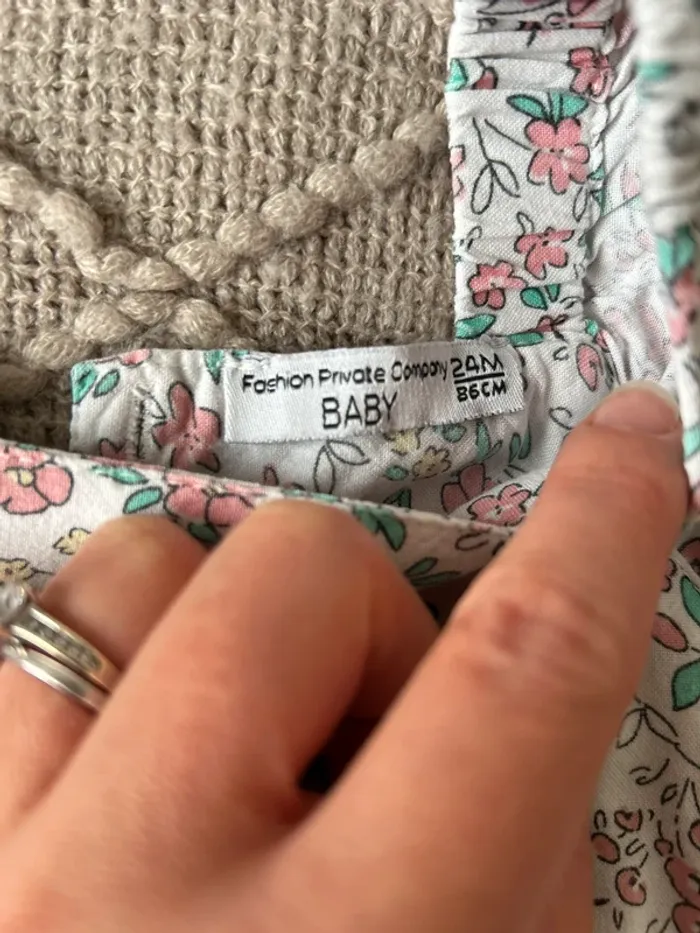 Fashion Private Company
BABY
24M
86CM